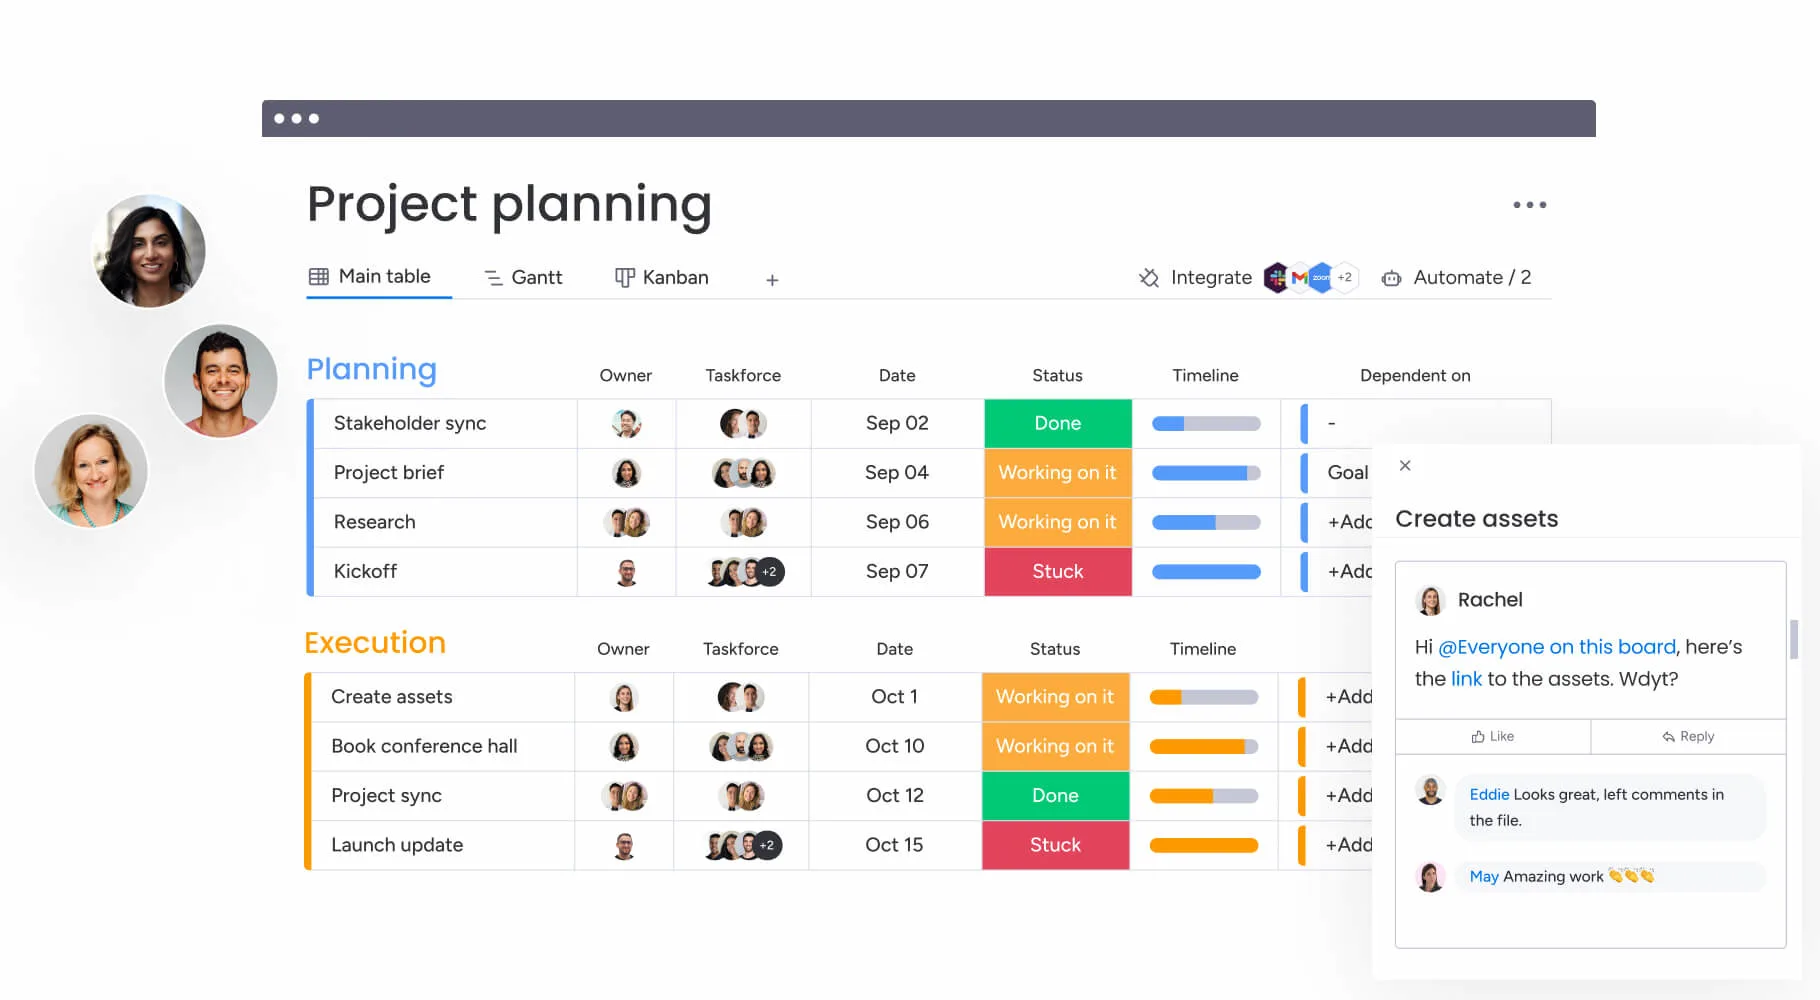 Project planning
Main table
Gantt
Kanban
+
Integrate
zoom
+2
Automate / 2
Planning
Owner
Taskforce
Date
Status
Timeline
Dependent on
Stakeholder sync
Sep 02
Done
-
Project brief
Sep 04
Working on it
Goal
Research
Sep 06
Working on it
+Add
Kickoff
+2
Sep 07
Stuck
+Add
Execution
Owner
Taskforce
Date
Status
Timeline
Create assets
Oct 1
Working on it
+Add
Book conference hall
Oct 10
Working on it
+Add
Project sync
Oct 12
Done
+Add
Launch update
+2
Oct 15
Stuck
+Add
Create assets
Rachel
Hi @Everyone on this board, here’s
the link to the assets. Wdyt?
Like
Reply
Eddie Looks great, left comments in
the file.
May Amazing work 👏👏👏